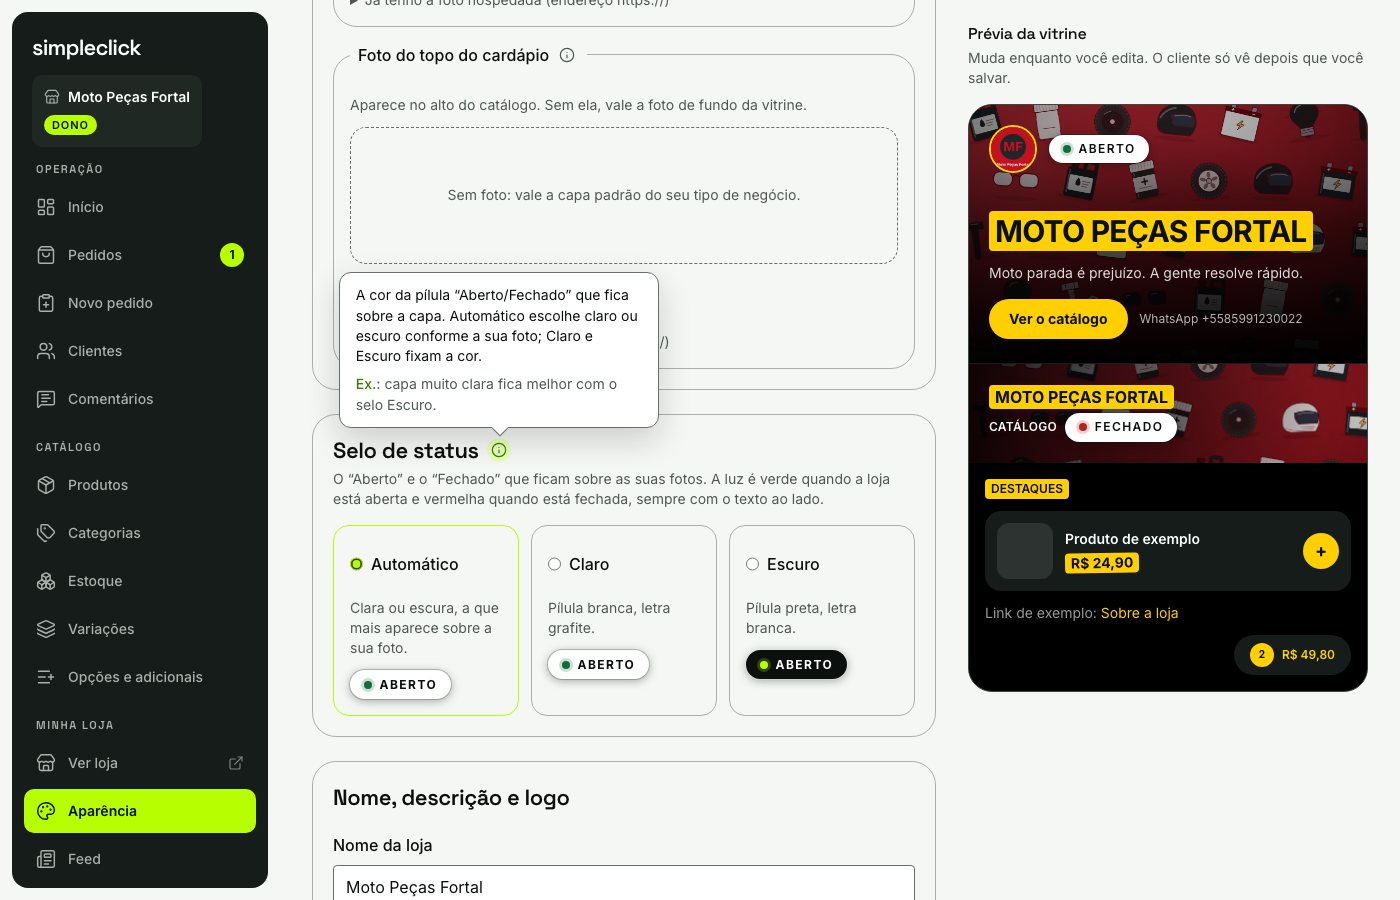 simpleclick
Moto Peças Fortal
DONO
OPERAÇÃO
Início
Pedidos
1
Novo pedido
Clientes
Comentários
CATÁLOGO
Produtos
Categorias
Estoque
Variações
Opções e adicionais
MINHA LOJA
Ver loja
Aparência
Feed
Já tenho a foto hospedada (endereço https://)
Foto do topo do cardápio
Aparece no alto do catálogo. Sem ela, vale a foto de fundo da vitrine.
Sem foto: vale a capa padrão do seu tipo de negócio.
A cor da pílula “Aberto/Fechado” que fica
sobre a capa. Automático escolhe claro ou
escuro conforme a sua foto; Claro e
Escuro fixam a cor.
Ex.: capa muito clara fica melhor com o
selo Escuro.
/)
Selo de status
O “Aberto” e o “Fechado” que ficam sobre as suas fotos. A luz é verde quando a loja
está aberta e vermelha quando está fechada, sempre com o texto ao lado.
Automático
Clara ou escura, a que
mais aparece sobre a
sua foto.
ABERTO
Claro
Pílula branca, letra
grafite.
ABERTO
Escuro
Pílula preta, letra
branca.
ABERTO
Nome, descrição e logo
Nome da loja
Moto Peças Fortal
Prévia da vitrine
Muda enquanto você edita. O cliente só vê depois que você
salvar.
MF
Moto Peças Fortal
ABERTO
MOTO PEÇAS FORTAL
Moto parada é prejuízo. A gente resolve rápido.
Ver o catálogo
WhatsApp +5585991230022
MOTO PEÇAS FORTAL
CATÁLOGO
FECHADO
DESTAQUES
Produto de exemplo
R$ 24,90
+
Link de exemplo: Sobre a loja
2
R$ 49,80